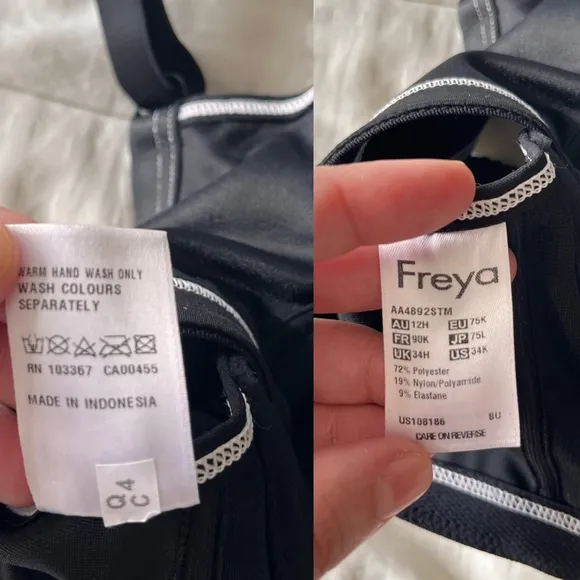 WARM HAND WASH ONLY
WASH COLOURS
SEPARATELY
RN 103367 CA00455
MADE IN INDONESIA
Q4
C4
Freya
AA4892STM
AU 12H EU 75K
FR 90K JP 75L
UK 34H US 34K
72% Polyester
19% Nylon/Polyamide
9% Elastane
US108186 BU
CARE ON REVERSE